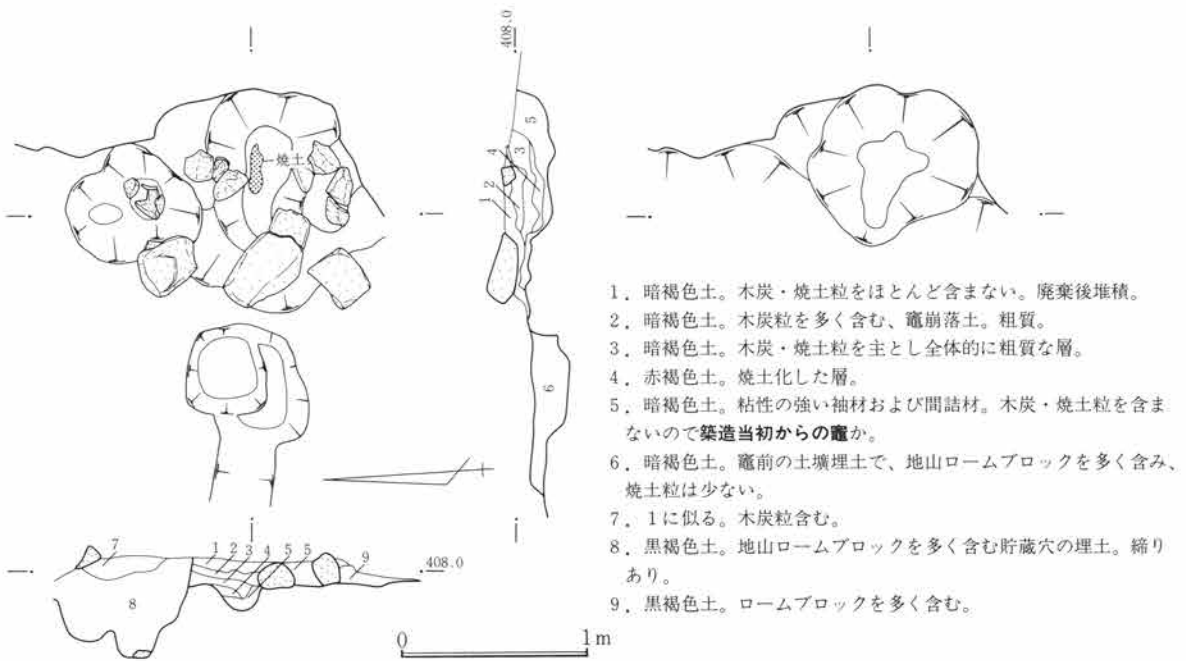 408.0
焼土
5
4
3
2
1
6
1．暗褐色土。木炭・焼土粒をほとんど含まない。廃棄後堆積。
2．暗褐色土。木炭粒を多く含む、竈崩落土。粗質。
3．暗褐色土。木炭・焼土粒を主とし全体的に粗質な層。
4．赤褐色土。焼土化した層。
5．暗褐色土。粘性の強い袖材および間詰材。木炭・焼土粒を含ま
ないので築造当初からの竈か。
6．暗褐色土。竈前の土壙埋土で、地山ロームブロックを多く含み、
焼土粒は少ない。
7．1に似る。木炭粒含む。
8．黒褐色土。地山ロームブロックを多く含む貯蔵穴の埋土。締り
あり。
9．黒褐色土。ロームブロックを多く含む。
7 1 2 3 4 5 5 9 408.0
8
0 1m